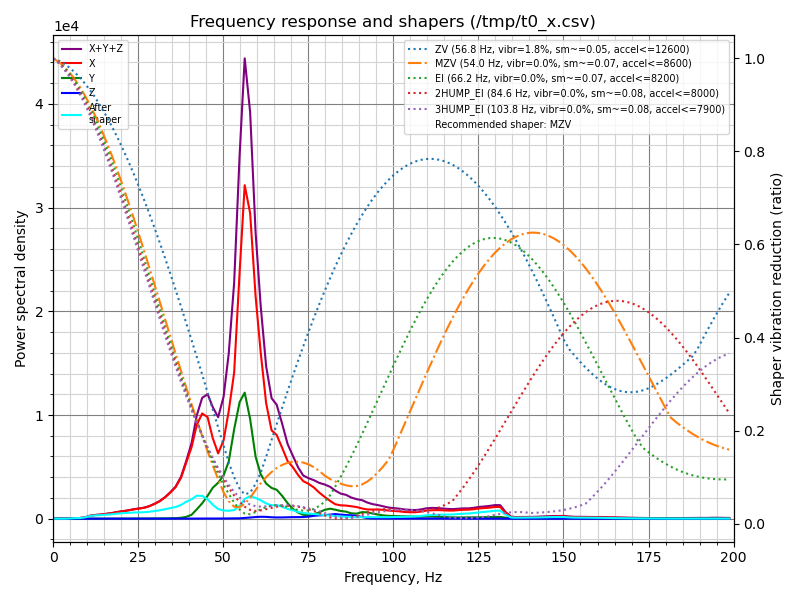 Frequency response and shapers (/tmp/t0_x.csv)
1e4
X+Y+Z
X
Y
Z
After
shaper
ZV (56.8 Hz, vibr=1.8%, sm~=0.05, accel<=12600)
MZV (54.0 Hz, vibr=0.0%, sm~=0.07, accel<=8600)
EI (66.2 Hz, vibr=0.0%, sm~=0.07, accel<=8200)
2HUMP_EI (84.6 Hz, vibr=0.0%, sm~=0.08, accel<=8000)
3HUMP_EI (103.8 Hz, vibr=0.0%, sm~=0.08, accel<=7900)
Recommended shaper: MZV
Power spectral density
4
3
2
1
0
Shaper vibration reduction (ratio)
1.0
0.8
0.6
0.4
0.2
0.0
0 25 50 75 100 125 150 175 200
Frequency, Hz